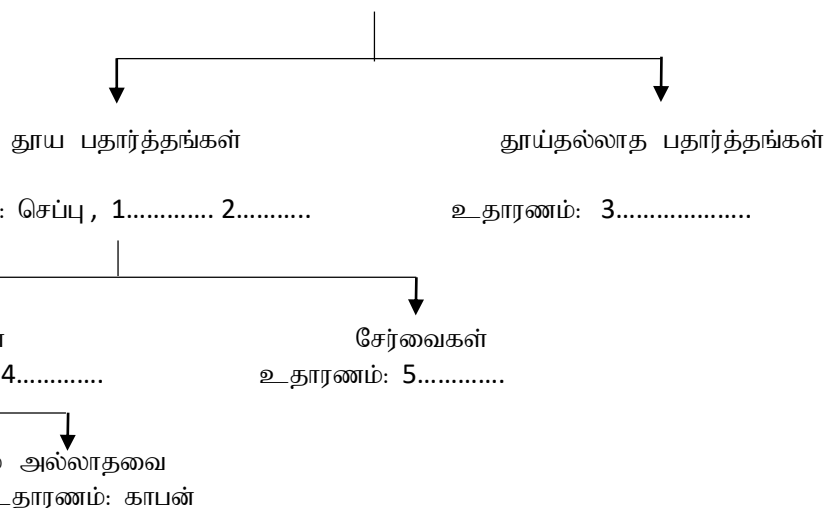 தூய பதார்த்தங்கள் தூய்தல்லாத பதார்த்தங்கள்
: செப்பு , 1............. 2........... உதாரணம்: 3...................
சேர்வைகள்
4............. உதாரணம்: 5.............
அல்லாதவை
உதாரணம்: காபன்